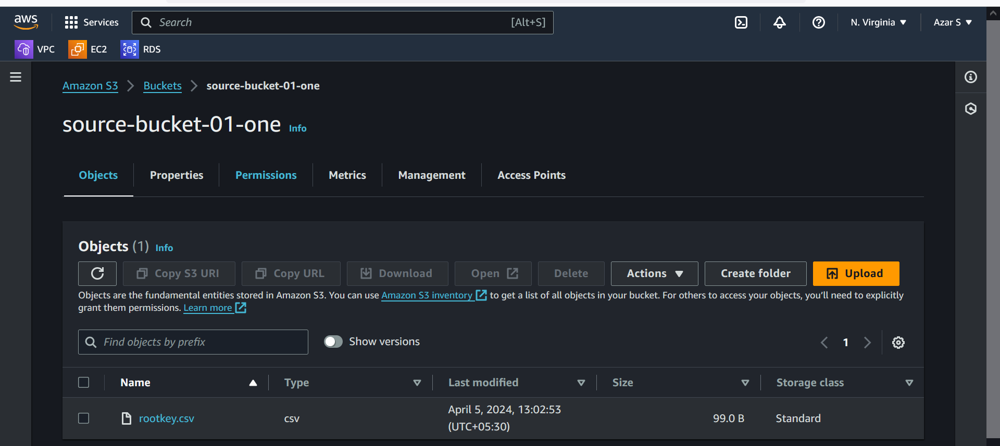 aws
Services
Search [Alt+S]
N. Virginia
Azar S
VPC
EC2
RDS
Amazon S3
Buckets
source-bucket-01-one
source-bucket-01-one Info
Objects
Properties
Permissions
Metrics
Management
Access Points
Objects (1) Info
Copy S3 URI
Copy URL
Download
Open
Delete
Actions
Create folder
Upload
Objects are the fundamental entities stored in Amazon S3. You can use Amazon S3 inventory to get a list of all objects in your bucket. For others to access your objects, you’ll need to explicitly
grant them permissions. Learn more
Find objects by prefix
Show versions
1
Name
Type
Last modified
Size
Storage class
rootkey.csv
csv
April 5, 2024, 13:02:53
(UTC+05:30)
99.0 B
Standard